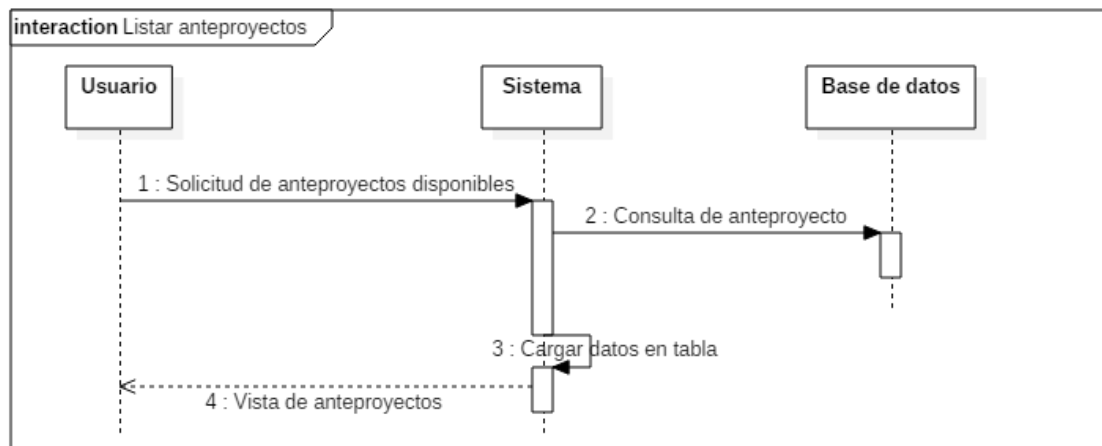 interaction Listar anteproyectos
Usuario
Sistema
Base de datos
1 : Solicitud de anteproyectos disponibles
2 : Consulta de anteproyecto
3 : Cargar datos en tabla
4 : Vista de anteproyectos